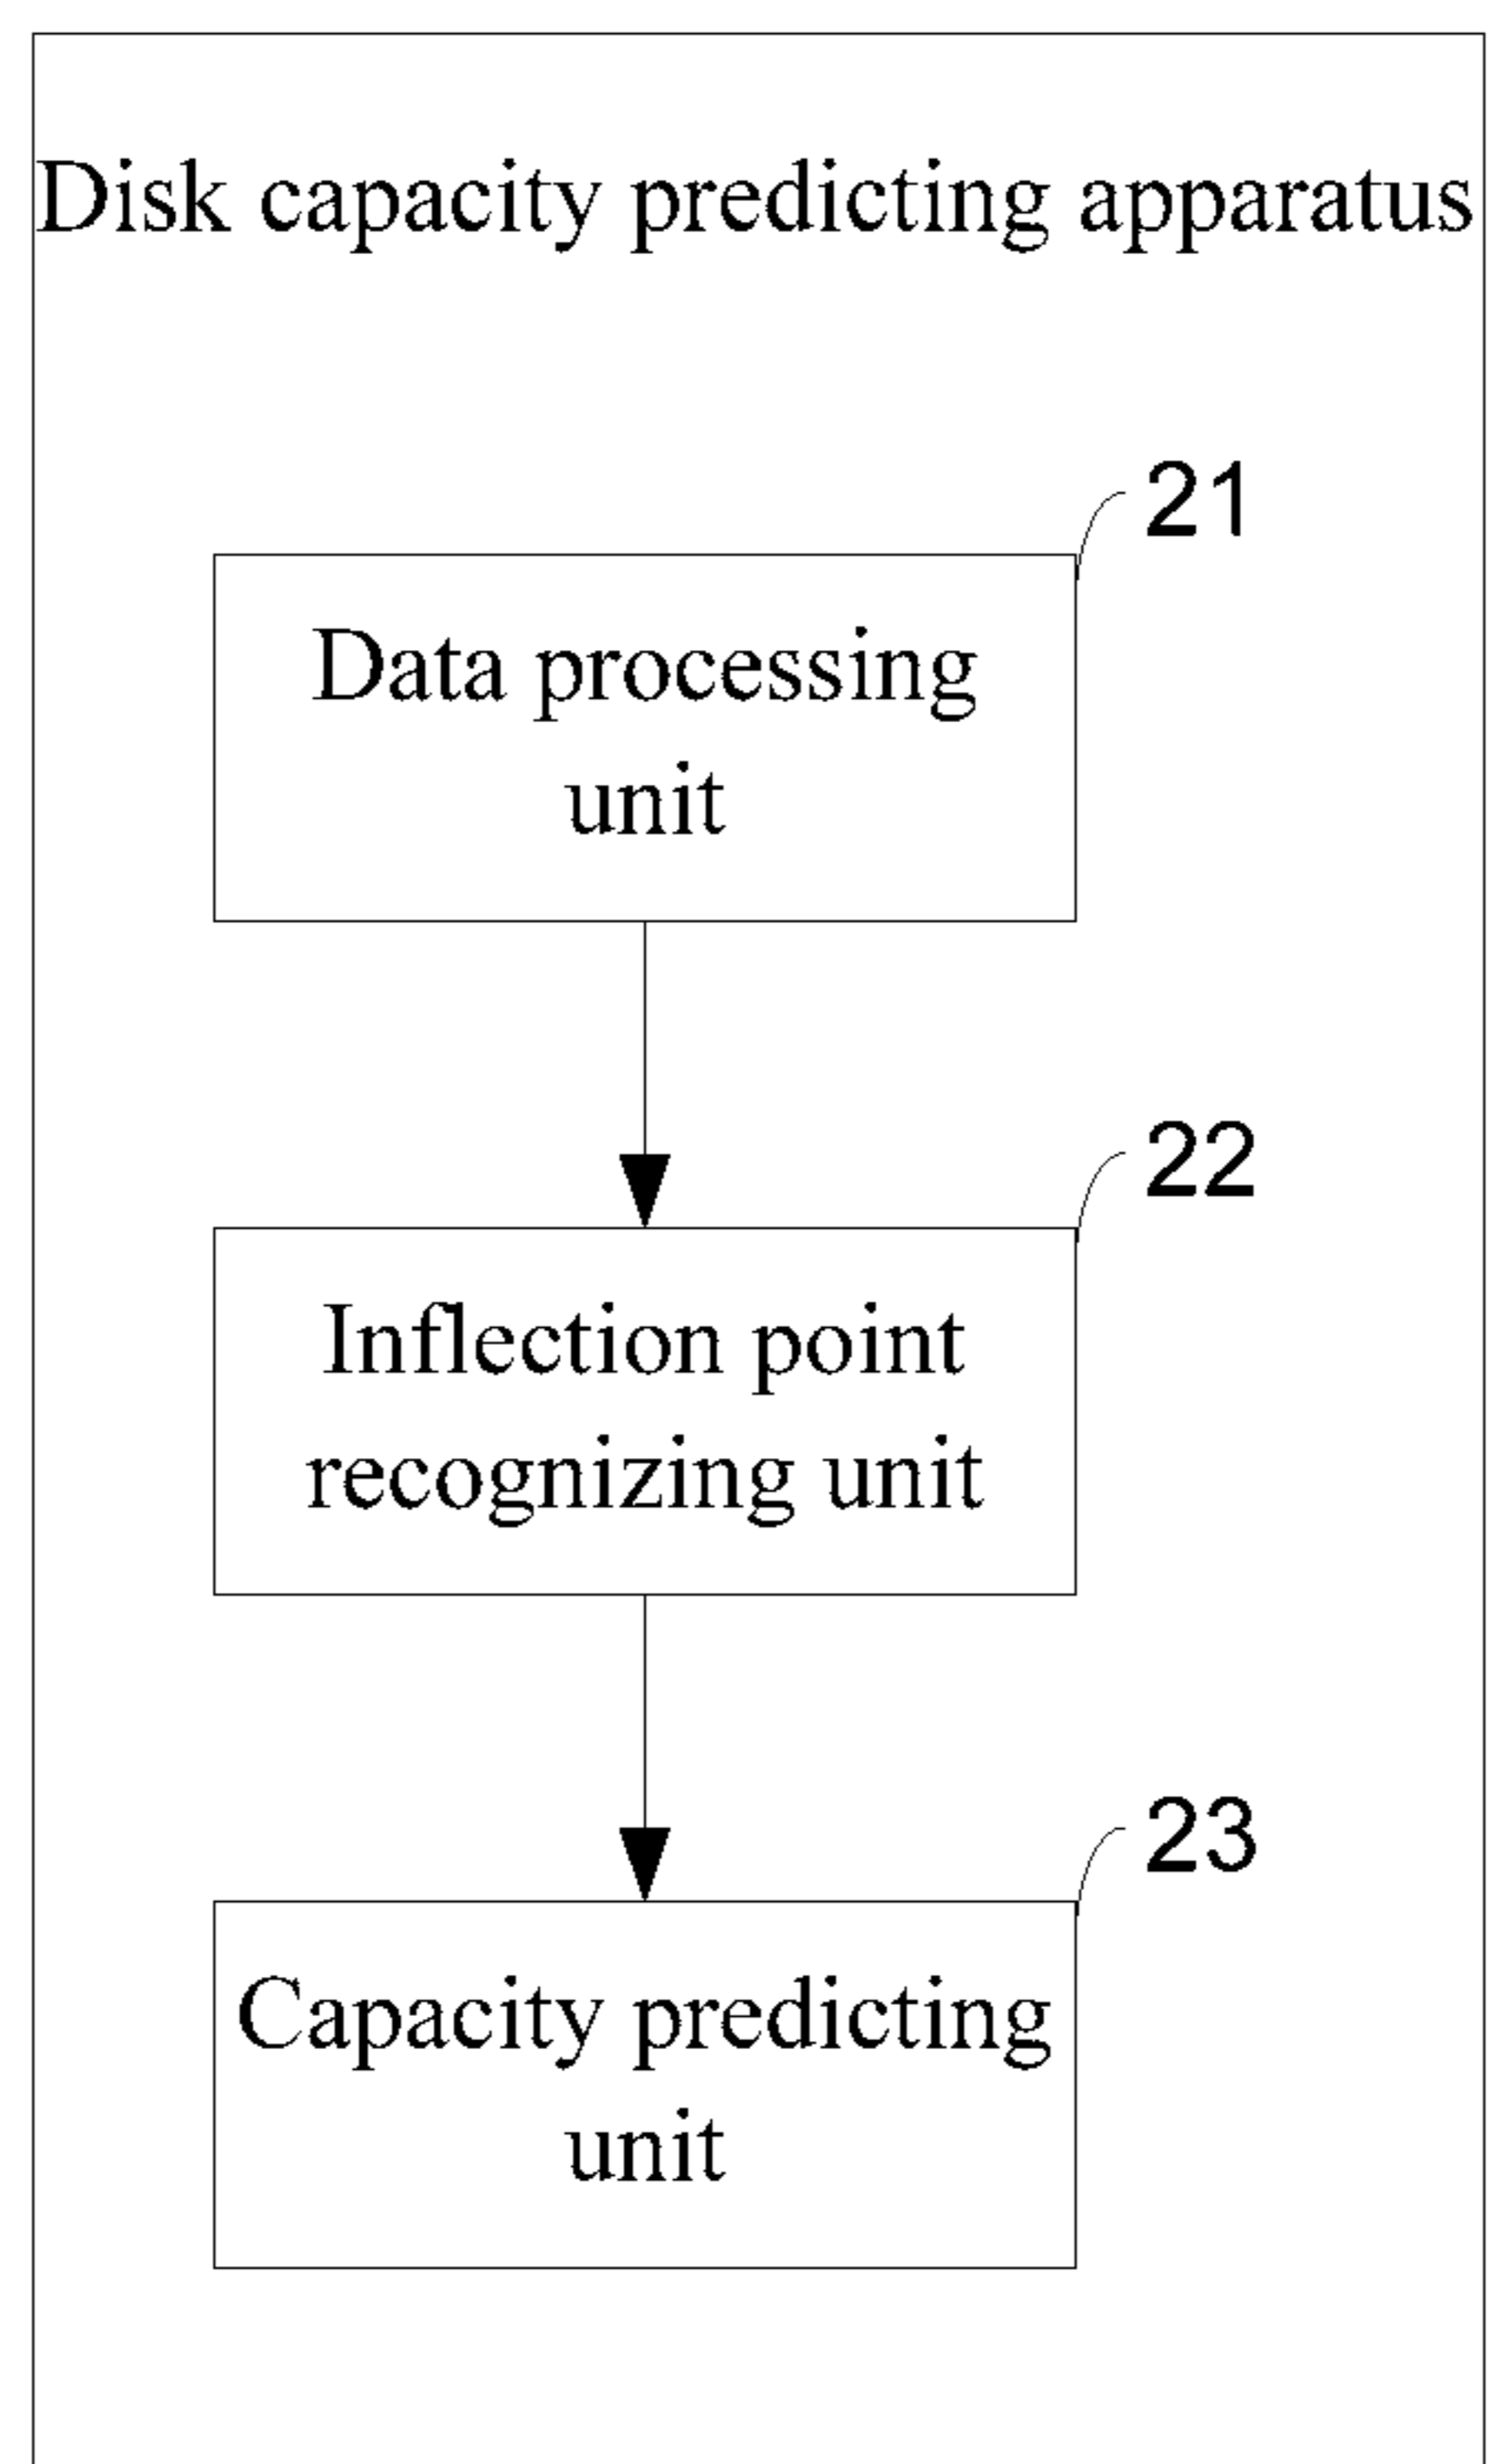 Disk capacity predicting apparatus
21
Data processing
unit
22
Inflection point
recognizing unit
23
Capacity predicting
unit